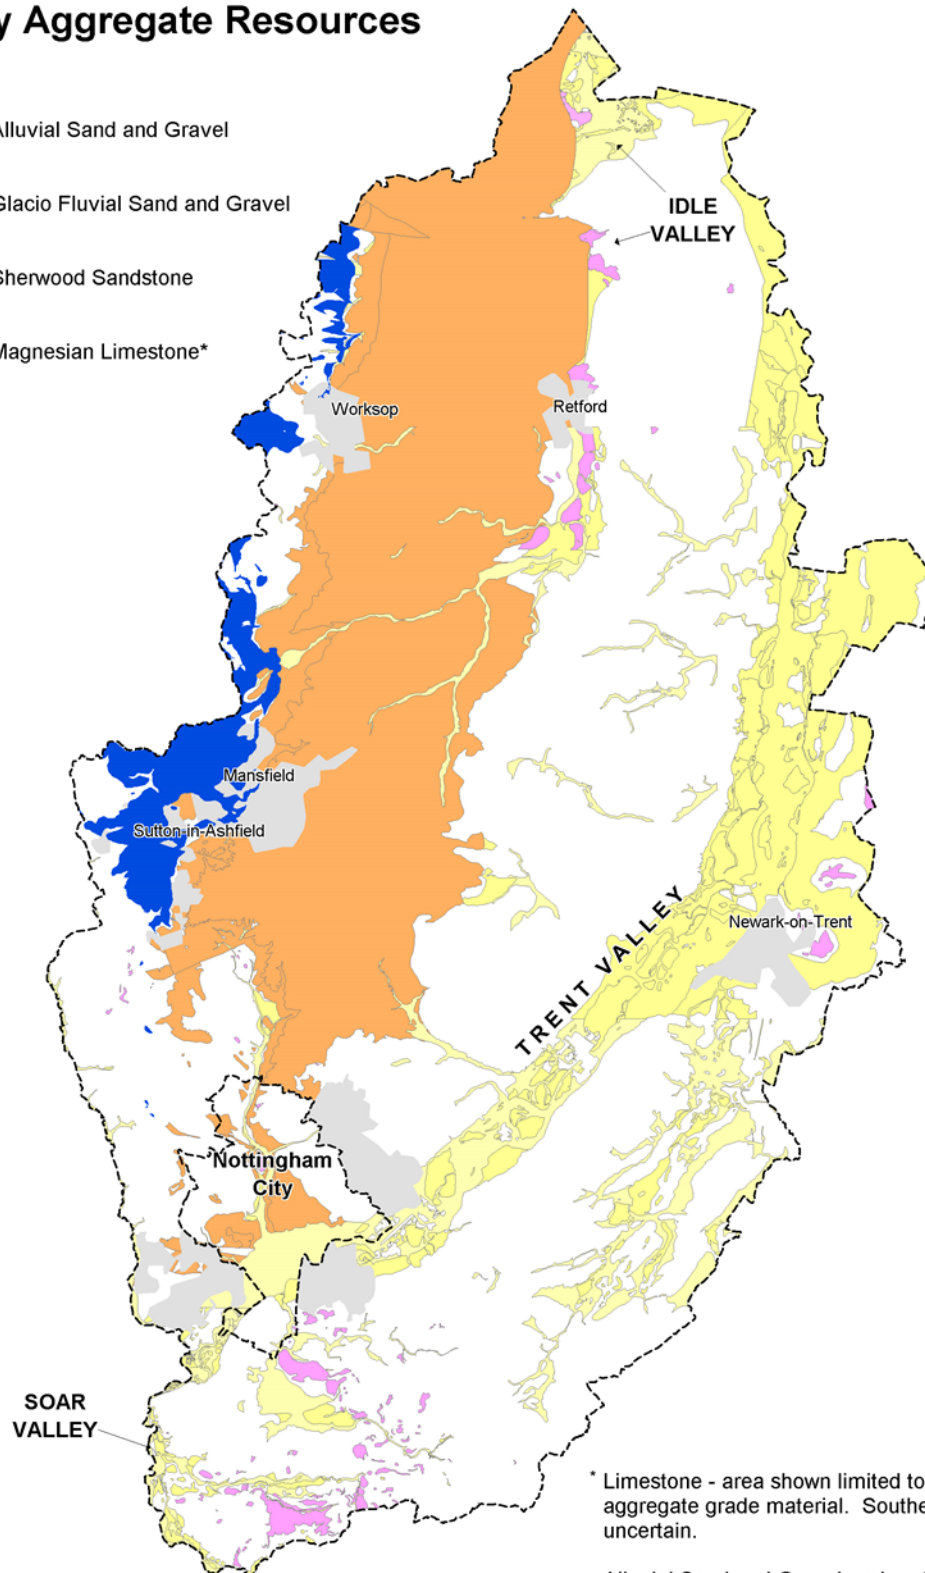 y Aggregate Resources
Alluvial Sand and Gravel
Glacio Fluvial Sand and Gravel
Sherwood Sandstone
Magnesian Limestone*
IDLE
VALLEY
Worksop
Retford
Mansfield
Sutton-in-Ashfield
Newark-on-Trent
TRENT VALLEY
Nottingham
City
SOAR
VALLEY
* Limestone - area shown limited to
aggregate grade material. Southe
uncertain.